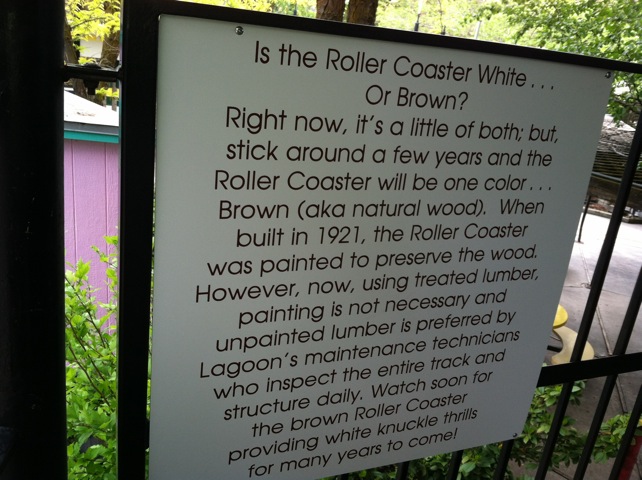 Is the Roller Coaster White . . .
Or Brown?
Right now, it's a little of both; but,
stick around a few years and the
Roller Coaster will be one color . . .
Brown (aka natural wood). When
built in 1921, the Roller Coaster
was painted to preserve the wood.
However, now, using treated lumber,
painting is not necessary and
unpainted lumber is preferred by
Lagoon's maintenance technicians
who inspect the entire track and
structure daily. Watch soon for
the brown Roller Coaster
providing white knuckle thrills
for many years to come!